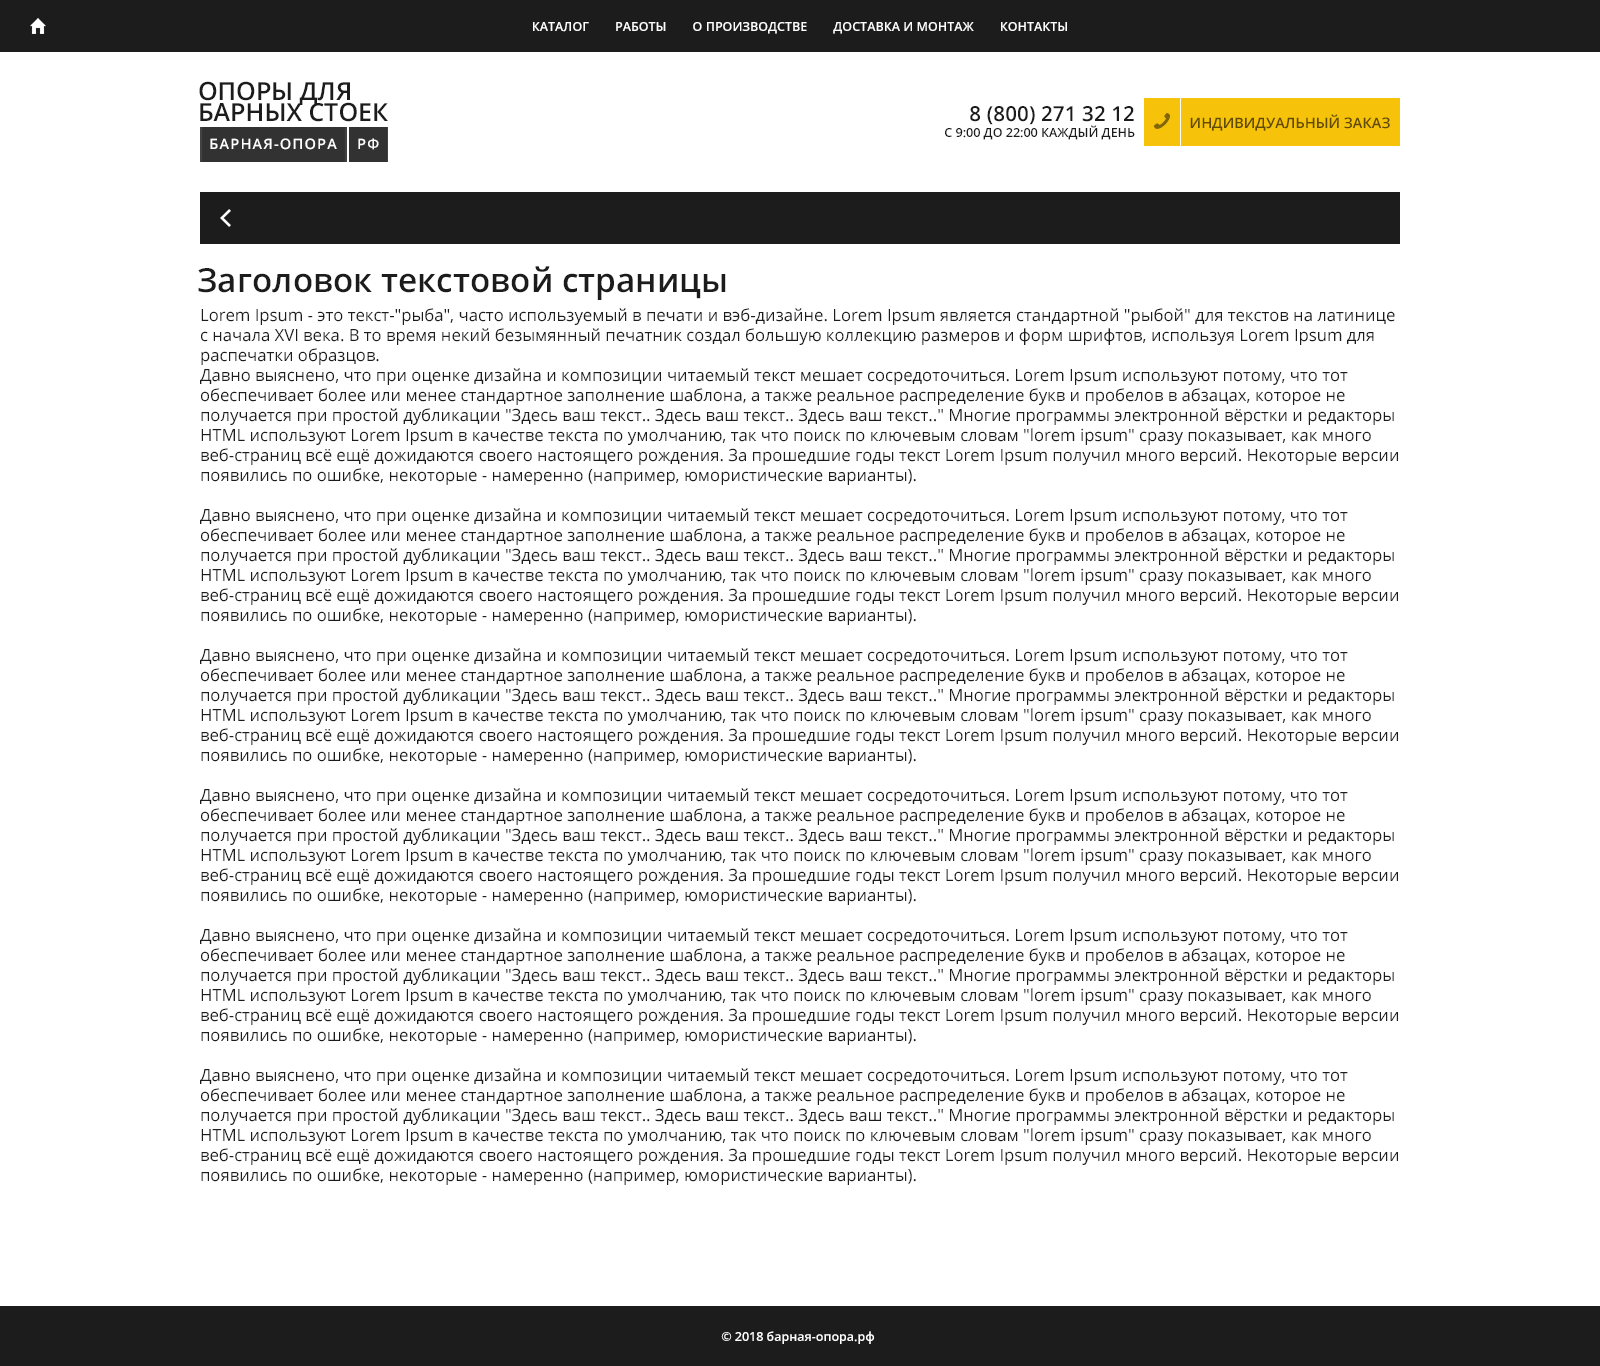 КАТАЛОГ РАБОТЫ О ПРОИЗВОДСТВЕ ДОСТАВКА И МОНТАЖ КОНТАКТЫ
ОПОРЫ ДЛЯ
БАРНЫХ СТОЕК
БАРНАЯ-ОПОРА РФ
8 (800) 271 32 12
С 9:00 ДО 22:00 КАЖДЫЙ ДЕНЬ
ИНДИВИДУАЛЬНЫЙ ЗАКАЗ
Заголовок текстовой страницы
Lorem Ipsum - это текст-"рыба", часто используемый в печати и вэб-дизайне. Lorem Ipsum является стандартной "рыбой" для текстов на латинице
с начала XVI века. В то время некий безымянный печатник создал большую коллекцию размеров и форм шрифтов, используя Lorem Ipsum для
распечатки образцов.
Давно выяснено, что при оценке дизайна и композиции читаемый текст мешает сосредоточиться. Lorem Ipsum используют потому, что тот
обеспечивает более или менее стандартное заполнение шаблона, а также реальное распределение букв и пробелов в абзацах, которое не
получается при простой дубликации "Здесь ваш текст.. Здесь ваш текст.. Здесь ваш текст.." Многие программы электронной вёрстки и редакторы
HTML используют Lorem Ipsum в качестве текста по умолчанию, так что поиск по ключевым словам "lorem ipsum" сразу показывает, как много
веб-страниц всё ещё дожидаются своего настоящего рождения. За прошедшие годы текст Lorem Ipsum получил много версий. Некоторые версии
появились по ошибке, некоторые - намеренно (например, юмористические варианты).
Давно выяснено, что при оценке дизайна и композиции читаемый текст мешает сосредоточиться. Lorem Ipsum используют потому, что тот
обеспечивает более или менее стандартное заполнение шаблона, а также реальное распределение букв и пробелов в абзацах, которое не
получается при простой дубликации "Здесь ваш текст.. Здесь ваш текст.. Здесь ваш текст.." Многие программы электронной вёрстки и редакторы
HTML используют Lorem Ipsum в качестве текста по умолчанию, так что поиск по ключевым словам "lorem ipsum" сразу показывает, как много
веб-страниц всё ещё дожидаются своего настоящего рождения. За прошедшие годы текст Lorem Ipsum получил много версий. Некоторые версии
появились по ошибке, некоторые - намеренно (например, юмористические варианты).
Давно выяснено, что при оценке дизайна и композиции читаемый текст мешает сосредоточиться. Lorem Ipsum используют потому, что тот
обеспечивает более или менее стандартное заполнение шаблона, а также реальное распределение букв и пробелов в абзацах, которое не
получается при простой дубликации "Здесь ваш текст.. Здесь ваш текст.. Здесь ваш текст.." Многие программы электронной вёрстки и редакторы
HTML используют Lorem Ipsum в качестве текста по умолчанию, так что поиск по ключевым словам "lorem ipsum" сразу показывает, как много
веб-страниц всё ещё дожидаются своего настоящего рождения. За прошедшие годы текст Lorem Ipsum получил много версий. Некоторые версии
появились по ошибке, некоторые - намеренно (например, юмористические варианты).
Давно выяснено, что при оценке дизайна и композиции читаемый текст мешает сосредоточиться. Lorem Ipsum используют потому, что тот
обеспечивает более или менее стандартное заполнение шаблона, а также реальное распределение букв и пробелов в абзацах, которое не
получается при простой дубликации "Здесь ваш текст.. Здесь ваш текст.. Здесь ваш текст.." Многие программы электронной вёрстки и редакторы
HTML используют Lorem Ipsum в качестве текста по умолчанию, так что поиск по ключевым словам "lorem ipsum" сразу показывает, как много
веб-страниц всё ещё дожидаются своего настоящего рождения. За прошедшие годы текст Lorem Ipsum получил много версий. Некоторые версии
появились по ошибке, некоторые - намеренно (например, юмористические варианты).
Давно выяснено, что при оценке дизайна и композиции читаемый текст мешает сосредоточиться. Lorem Ipsum используют потому, что тот
обеспечивает более или менее стандартное заполнение шаблона, а также реальное распределение букв и пробелов в абзацах, которое не
получается при простой дубликации "Здесь ваш текст.. Здесь ваш текст.. Здесь ваш текст.." Многие программы электронной вёрстки и редакторы
HTML используют Lorem Ipsum в качестве текста по умолчанию, так что поиск по ключевым словам "lorem ipsum" сразу показывает, как много
веб-страниц всё ещё дожидаются своего настоящего рождения. За прошедшие годы текст Lorem Ipsum получил много версий. Некоторые версии
появились по ошибке, некоторые - намеренно (например, юмористические варианты).
Давно выяснено, что при оценке дизайна и композиции читаемый текст мешает сосредоточиться. Lorem Ipsum используют потому, что тот
обеспечивает более или менее стандартное заполнение шаблона, а также реальное распределение букв и пробелов в абзацах, которое не
получается при простой дубликации "Здесь ваш текст.. Здесь ваш текст.. Здесь ваш текст.." Многие программы электронной вёрстки и редакторы
HTML используют Lorem Ipsum в качестве текста по умолчанию, так что поиск по ключевым словам "lorem ipsum" сразу показывает, как много
веб-страниц всё ещё дожидаются своего настоящего рождения. За прошедшие годы текст Lorem Ipsum получил много версий. Некоторые версии
появились по ошибке, некоторые - намеренно (например, юмористические варианты).
© 2018 барная-опора.рф